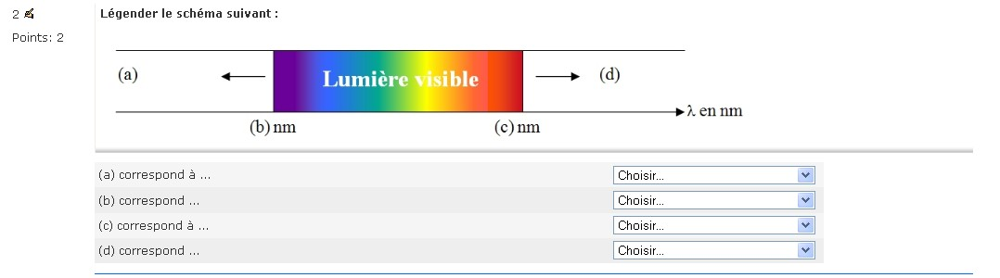 2
Points: 2
Légender le schéma suivant :
(a) Lumière visible (d)
λ en nm
(b) nm (c) nm
(a) correspond à ... Choisir...
(b) correspond ... Choisir...
(c) correspond à ... Choisir...
(d) correspond ... Choisir...